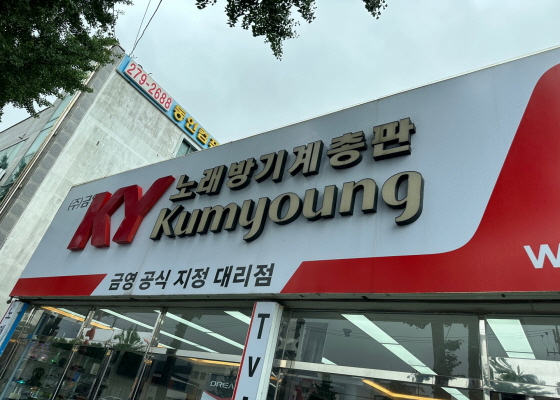 279-2688
(주)금영
KY
노래방기계총판
Kumyoung
금영 공식 지정 대리점
W
TV